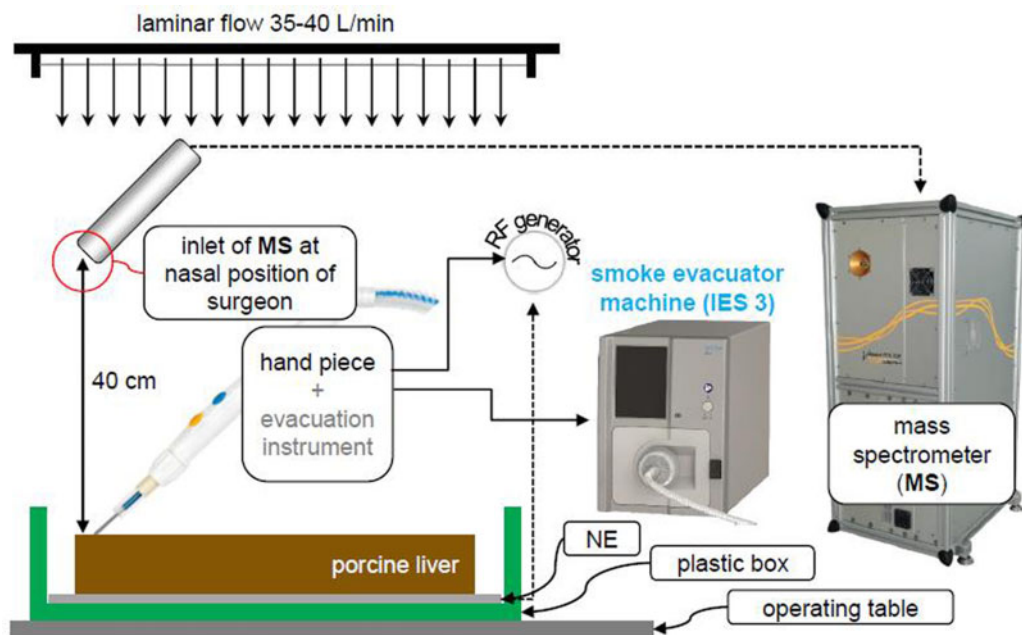 laminar flow 35-40 L/min
inlet of MS at
nasal position of
surgeon
RF generator
smoke evacuator
machine (IES 3)
40 cm
hand piece
+
evacuation
instrument
mass
spectrometer
(MS)
NE
porcine liver
plastic box
operating table